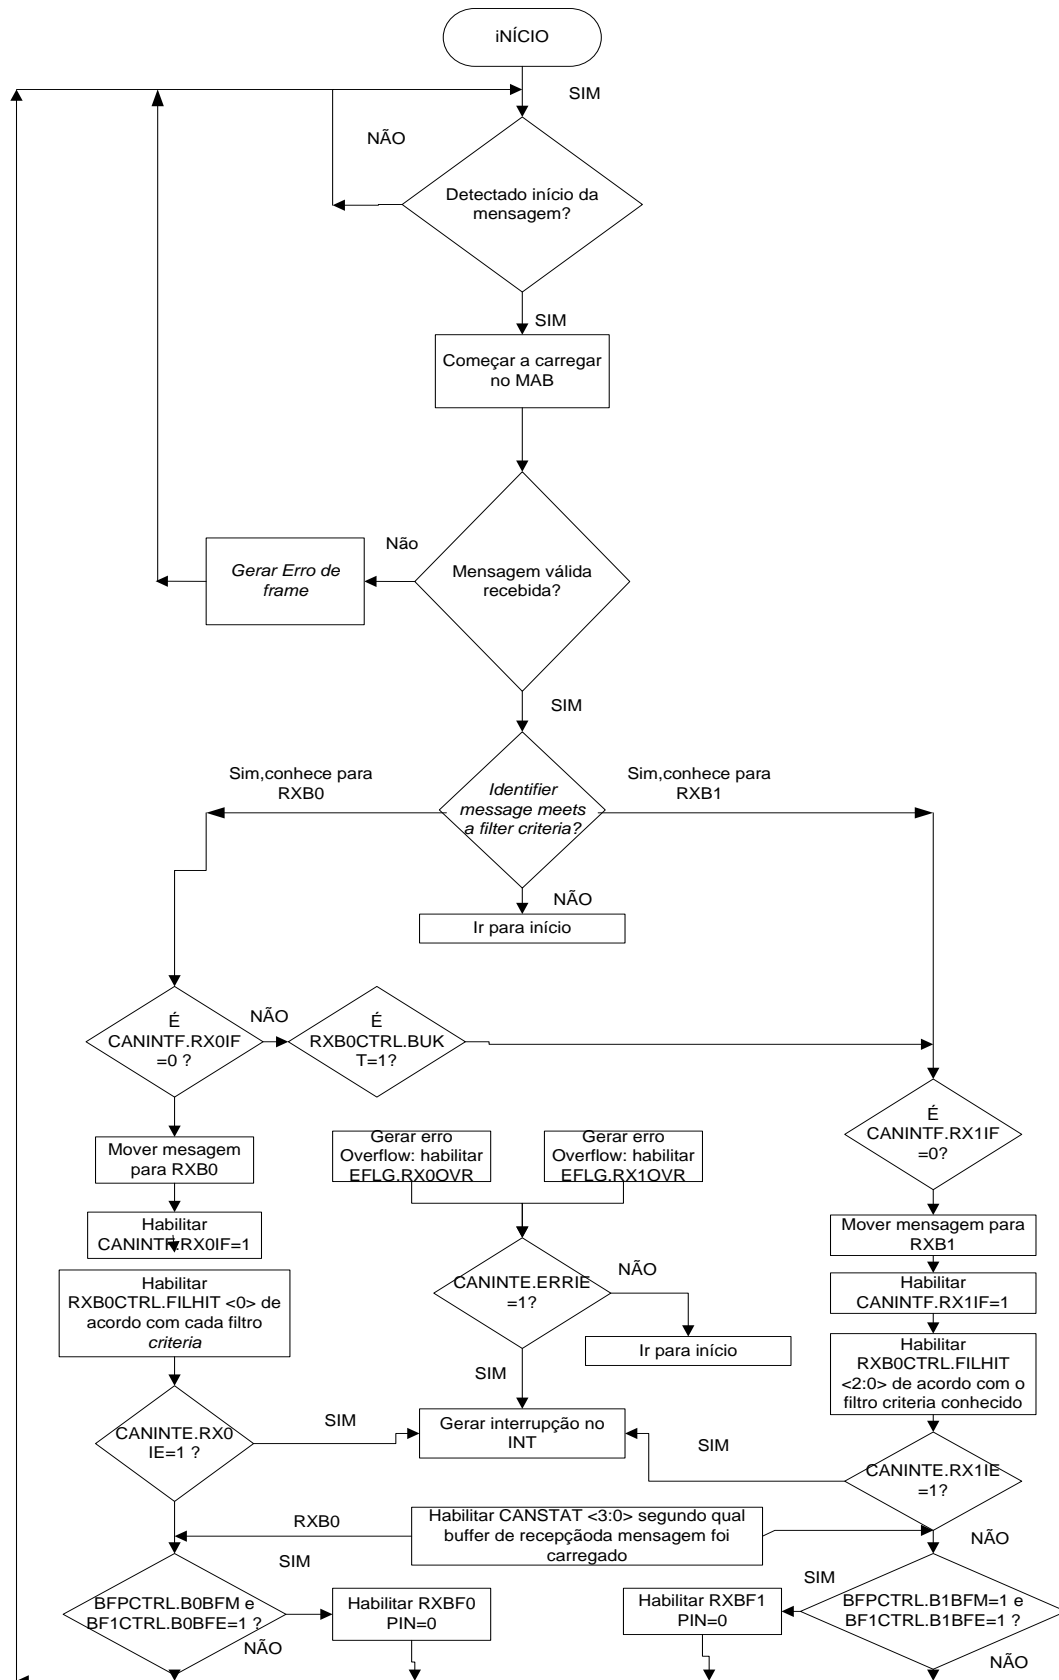 iNÍCIO
SIM
NÃO
Detectado início da
mensagem?
SIM
Começar a carregar
no MAB
Não
Gerar Erro de
frame
Mensagem válida
recebida?
SIM
Sim,conhece para
RXB0
Identifier
message meets
a filter criteria?
Sim,conhece para
RXB1
NÃO
Ir para início
É
CANINTF.RX0IF
=0 ?
NÃO
É
RXB0CTRL.BUK
T=1?
É
CANINTF.RX1IF
=0?
Mover mesagem
para RXB0
Gerar erro
Overflow: habilitar
EFLG.RX0OVR
Gerar erro
Overflow: habilitar
EFLG.RX1OVR
Habilitar
CANINTF.RX0IF=1
Mover mensagem para
RXB1
Habilitar
RXB0CTRL.FILHIT <0> de
acordo com cada filtro
criteria
CANINTE.ERRIE
=1?
NÃO
Ir para início
SIM
Habilitar
CANINTF.RX1IF=1
Habilitar
RXB0CTRL.FILHIT
<2:0> de acordo com o
filtro criteria conhecido
CANINTE.RX0
IE=1 ?
SIM
Gerar interrupção no
INT
SIM
CANINTE.RX1IE
=1?
RXB0
Habilitar CANSTAT <3:0> segundo qual
buffer de recepçãoda mensagem foi
carregado
NÃO
SIM
BFPCTRL.B0BFM e
BF1CTRL.B0BFE=1 ?
NÃO
Habilitar RXBF0
PIN=0
Habilitar RXBF1
PIN=0
SIM
BFPCTRL.B1BFM=1 e
BF1CTRL.B1BFE=1 ?
NÃO